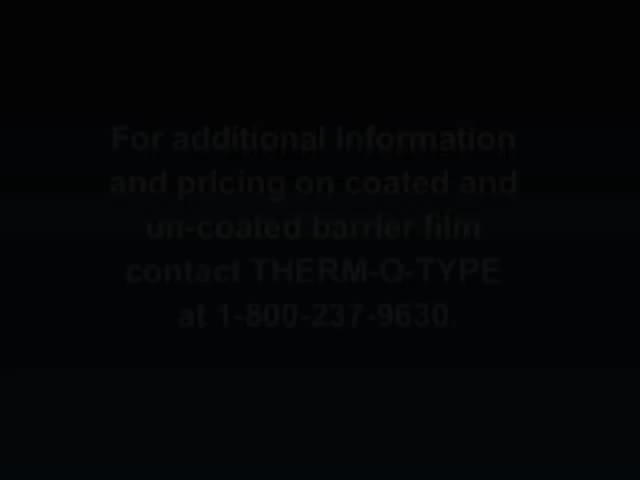 For additional Information
and pricing on coated and
un-coated barrier film
contact THERM-O-TYPE
at 1-800-237-9630.